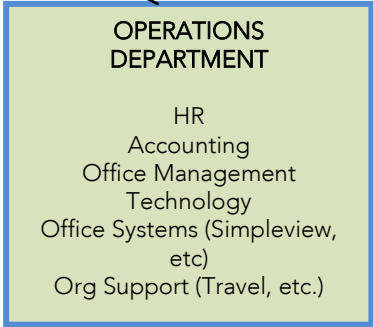 OPERATIONS
DEPARTMENT
HR
Accounting
Office Management
Technology
Office Systems (Simpleview,
etc)
Org Support (Travel, etc.)